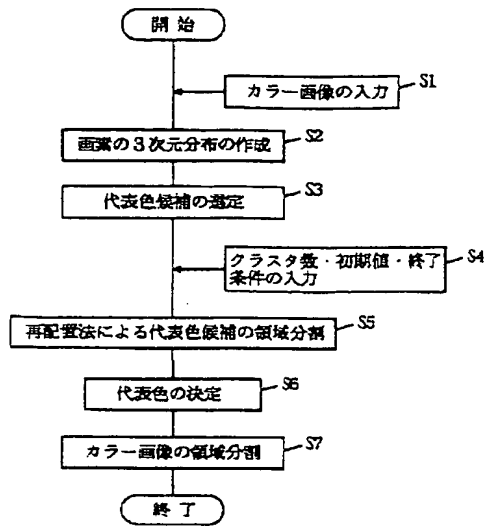 開始
カラー画像の入力
S1
S2
画素の3次元分布の作成
S3
代表色候補の選定
S4
クラスタ数・初期値・終了
条件の入力
S5
再配置法による代表色候補の領域分割
S6
代表色の決定
S7
カラー画像の領域分割
終了